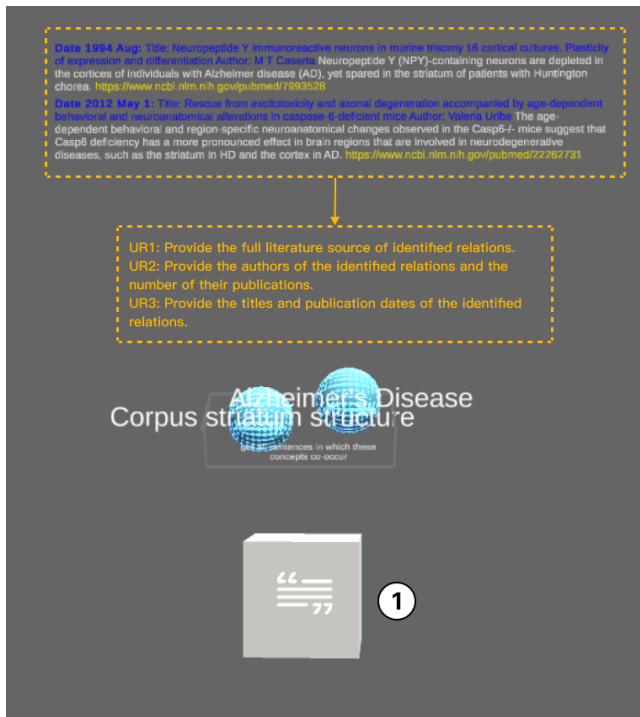 Date 1994 Aug: Title: Neuropeptide Y immunoreactive neurons in murine trisomy 16 cortical cultures. Plasticity
of expression and differentiation Author: M T Caserta Neuropeptide Y (NPY)-containing neurons are depleted in
the cortices of individuals with Alzheimer disease (AD), yet spared in the striatum of patients with Huntington
chorea. https://www.ncbi.nlm.nih.gov/pubmed/7993528
Date 2012 May 1: Title: Rescue from excitotoxicity and axonal degeneration accompanied by age-dependent
behavioral and neuroanatomical alterations in caspase-6-deficient mice Author: Valeria Uribe The age-
dependent behavioral and region-specific neuroanatomical changes observed in the Casp6-/- mice suggest that
Casp6 deficiency has a more pronounced effect in brain regions that are involved in neurodegenerative
diseases, such as the striatum in HD and the cortex in AD. https://www.ncbi.nlm.nih.gov/pubmed/22262731
UR1: Provide the full literature source of identified relations.
UR2: Provide the authors of the identified relations and the
number of their publications.
UR3: Provide the titles and publication dates of the identified
relations.
Alzheimer's Disease
Corpus striatum structure
get all sentences in which these
concepts co-occur
1